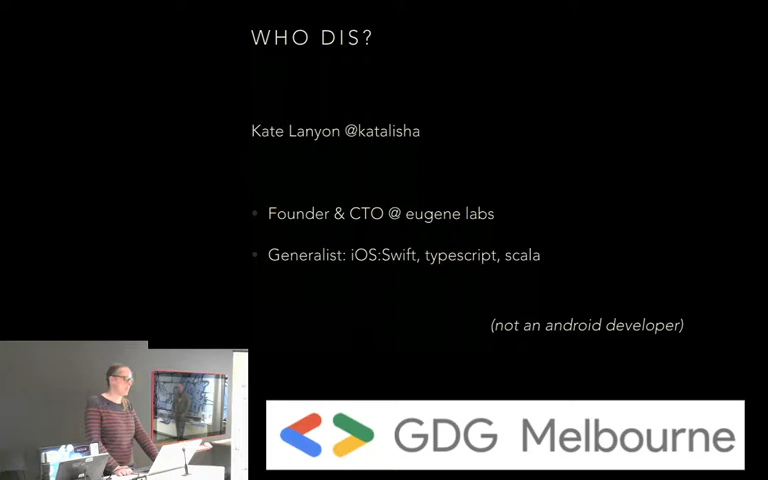 WHO DIS?
Kate Lanyon @katalisha
Founder & CTO @ eugene labs
Generalist: iOS:Swift, typescript, scala
(not an android developer)
GDG Melbourne